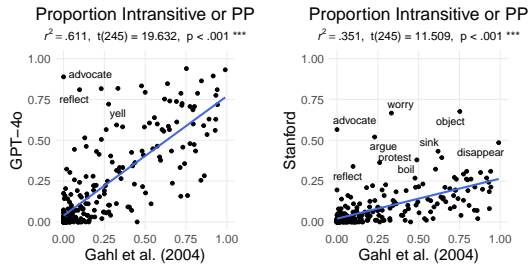 Proportion Intransitive or PP
r² = .611, t(245) = 19.632, p < .001 ***
1.00
0.75
0.50
0.25
0.00
GPT-4o
advocate
reflect
yell
0.00 0.25 0.50 0.75 1.00
Gahl et al. (2004)
Proportion Intransitive or PP
r² = .351, t(245) = 11.509, p < .001 ***
1.00
0.75
0.50
0.25
0.00
Stanford
worry
advocate
object
argue
sink
protest
disappear
boil
reflect
0.00 0.25 0.50 0.75 1.00
Gahl et al. (2004)